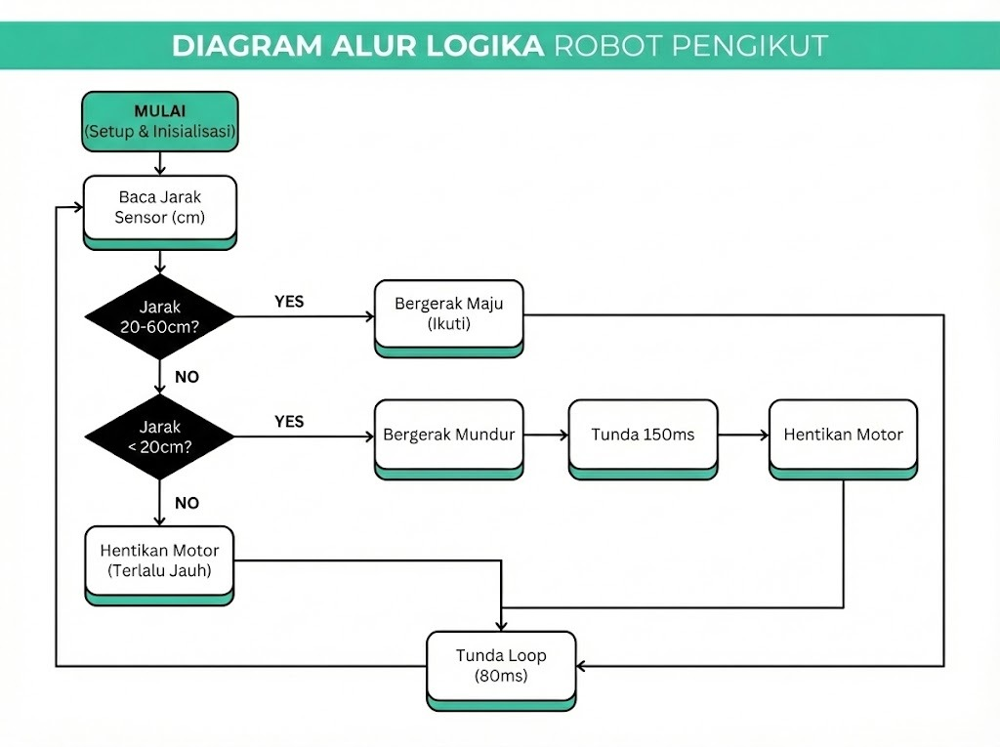 DIAGRAM ALUR LOGIKA ROBOT PENGIKUT
MULAI
(Setup & Inisialisasi)
Baca Jarak
Sensor (cm)
Jarak
20-60cm?
YES
Bergerak Maju
(Ikuti)
NO
Jarak
< 20cm?
YES
Bergerak Mundur
Tunda 150ms
Hentikan Motor
NO
Hentikan Motor
(Terlalu Jauh)
Tunda Loop
(80ms)